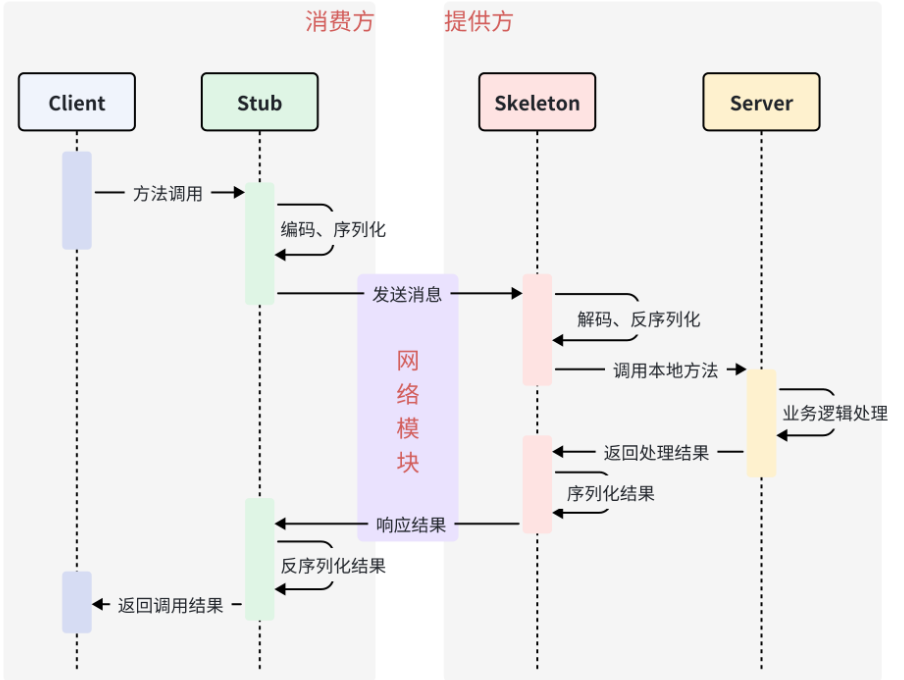 消费方
提供方
Client
Stub
Skeleton
Server
方法调用
编码、序列化
发送消息
解码、反序列化
网络模块
调用本地方法
业务逻辑处理
返回处理结果
序列化结果
响应结果
反序列化结果
返回调用结果